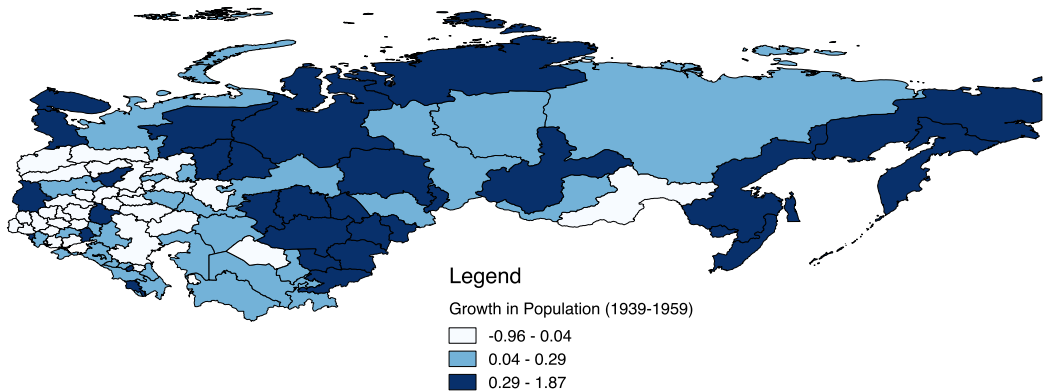 Legend
Growth in Population (1939-1959)
-0.96 - 0.04
0.04 - 0.29
0.29 - 1.87